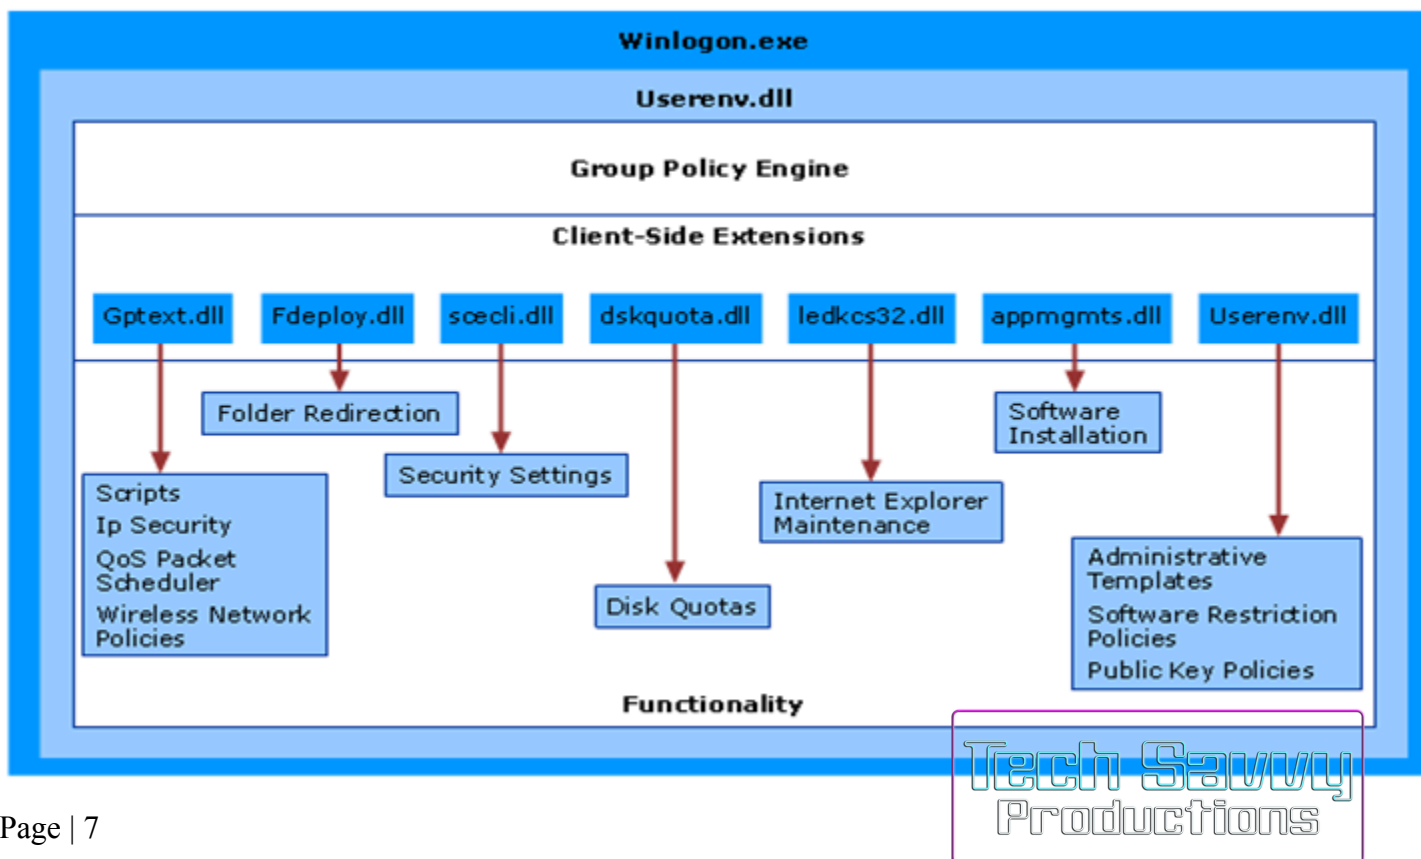 Winlogon.exe
Userenv.dll
Group Policy Engine
Client-Side Extensions
Gptext.dll
Fdeploy.dll
scecli.dll
dskquota.dll
ledkcs32.dll
appmgmts.dll
Userenv.dll
Folder Redirection
Software
Installation
Security Settings
Scripts
Ip Security
QoS Packet
Scheduler
Wireless Network
Policies
Internet Explorer
Maintenance
Disk Quotas
Administrative
Templates
Software Restriction
Policies
Public Key Policies
Functionality
Tech Savvy
Productions
Page | 7